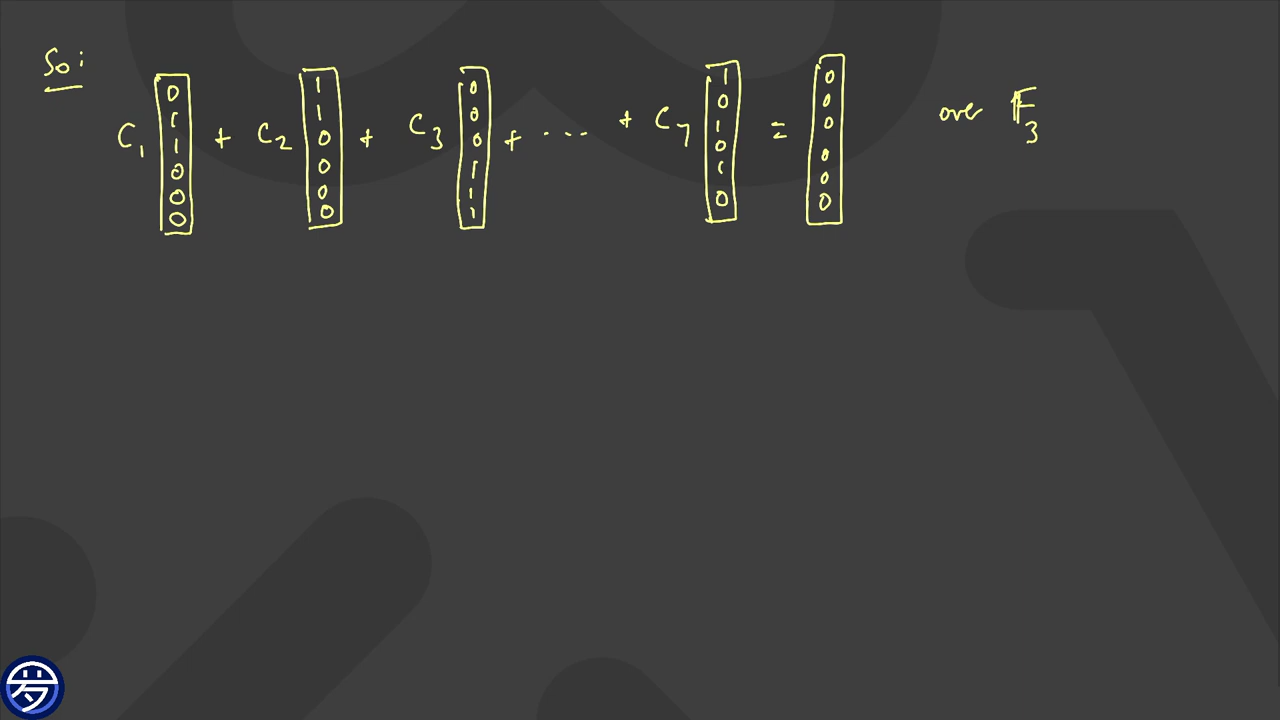 So:
C₁ [0 1 1 0 0 0] + C₂ [1 1 0 0 0 0] + C₃ [0 0 0 1 1 1] + ... + C₇ [1 0 1 0 1 0] = [0 0 0 0 0 0] over 𝔽₃